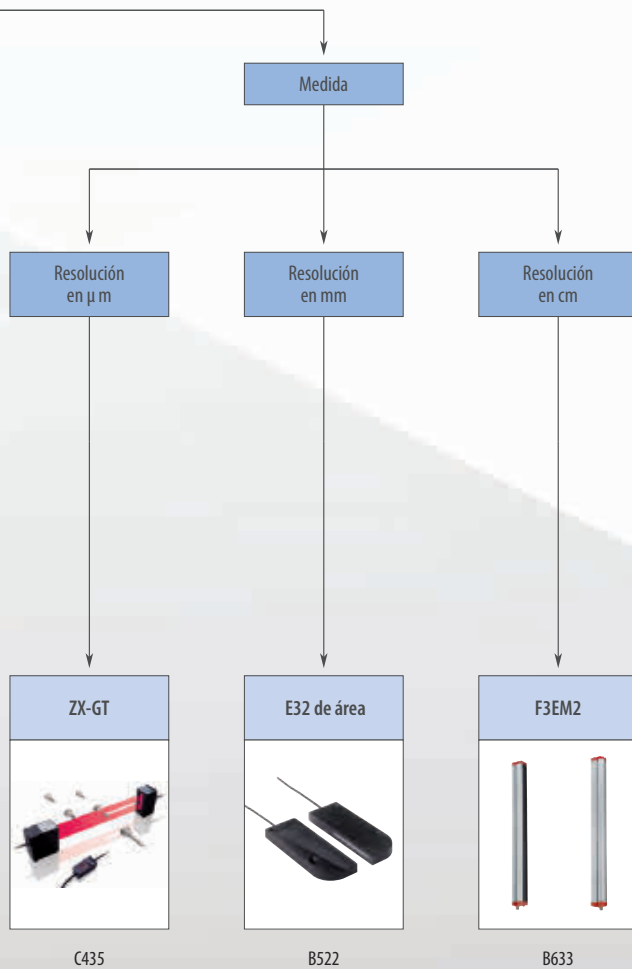 Medida
Resolución
en µ m
Resolución
en mm
Resolución
en cm
ZX-GT
E32 de área
F3EM2
C435
B522
B633